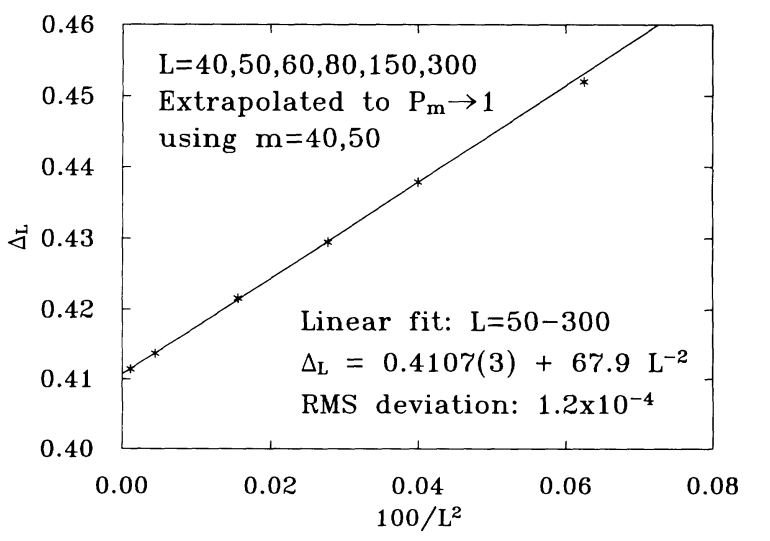 0.46
L=40,50,60,80,150,300
Extrapolated to Pₘ→1
using m=40,50
0.45
0.44
0.43
Δ_L
0.42
Linear fit: L=50−300
Δ_L = 0.4107(3) + 67.9 L⁻²
0.41
RMS deviation: 1.2x10⁻⁴
0.40
0.00 0.02 0.04 0.06 0.08
100/L²